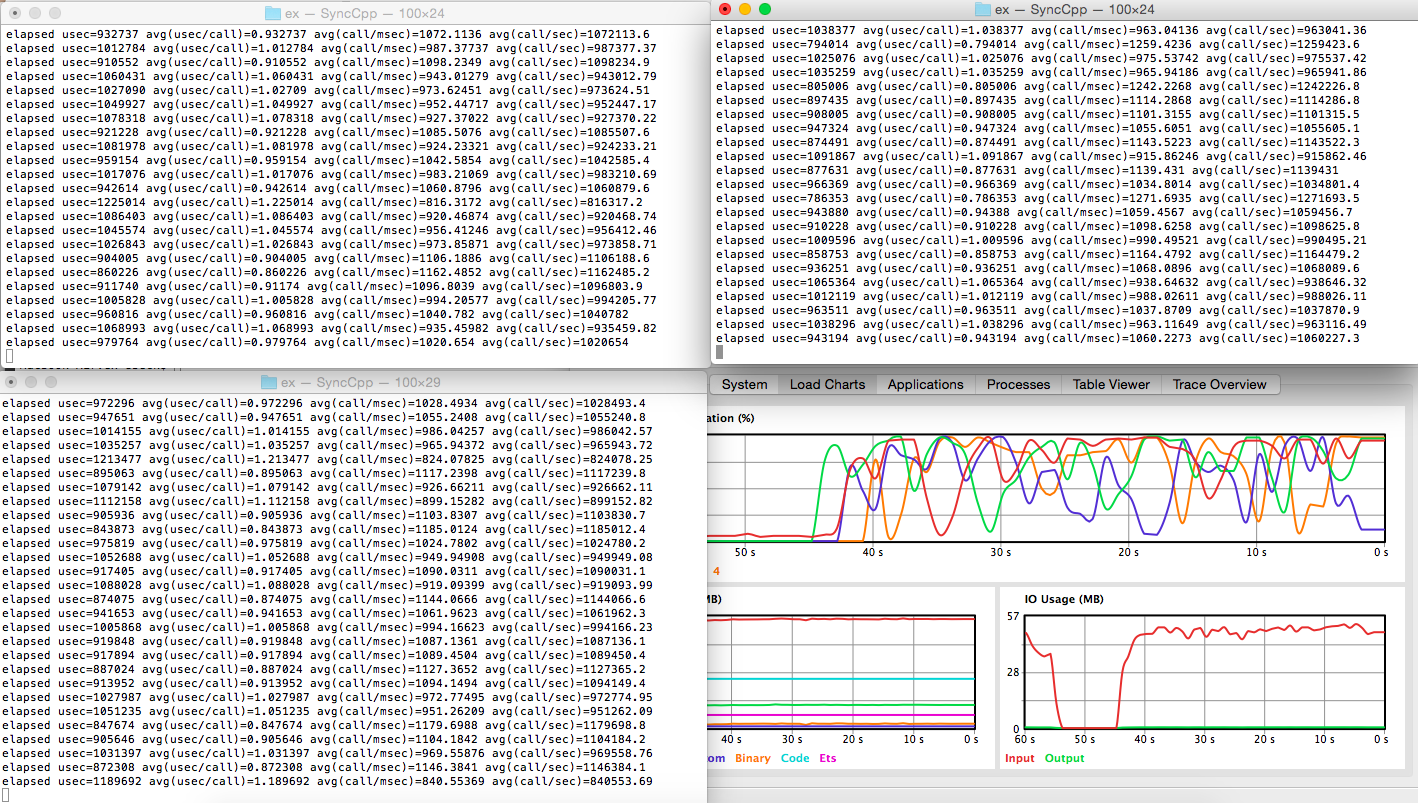 ex — SyncCpp — 100×24
elapsed usec=932737 avg(usec/call)=0.932737 avg(call/msec)=1072.1136 avg(call/sec)=1072113.6
elapsed usec=1012784 avg(usec/call)=1.012784 avg(call/msec)=987.37737 avg(call/sec)=987377.37
elapsed usec=910552 avg(usec/call)=0.910552 avg(call/msec)=1098.2349 avg(call/sec)=1098234.9
elapsed usec=1060431 avg(usec/call)=1.060431 avg(call/msec)=943.01279 avg(call/sec)=943012.79
elapsed usec=1027090 avg(usec/call)=1.02709 avg(call/msec)=973.62451 avg(call/sec)=973624.51
elapsed usec=1049927 avg(usec/call)=1.049927 avg(call/msec)=952.44717 avg(call/sec)=952447.17
elapsed usec=1078318 avg(usec/call)=1.078318 avg(call/msec)=927.37022 avg(call/sec)=927370.22
elapsed usec=921228 avg(usec/call)=0.921228 avg(call/msec)=1085.5076 avg(call/sec)=1085507.6
elapsed usec=1081978 avg(usec/call)=1.081978 avg(call/msec)=924.23321 avg(call/sec)=924233.21
elapsed usec=959154 avg(usec/call)=0.959154 avg(call/msec)=1042.5854 avg(call/sec)=1042585.4
elapsed usec=1017076 avg(usec/call)=1.017076 avg(call/msec)=983.21069 avg(call/sec)=983210.69
elapsed usec=942614 avg(usec/call)=0.942614 avg(call/msec)=1060.8796 avg(call/sec)=1060879.6
elapsed usec=1225014 avg(usec/call)=1.225014 avg(call/msec)=816.3172 avg(call/sec)=816317.2
elapsed usec=1086403 avg(usec/call)=1.086403 avg(call/msec)=920.46874 avg(call/sec)=920468.74
elapsed usec=1045574 avg(usec/call)=1.045574 avg(call/msec)=956.41246 avg(call/sec)=956412.46
elapsed usec=1026843 avg(usec/call)=1.026843 avg(call/msec)=973.85871 avg(call/sec)=973858.71
elapsed usec=904005 avg(usec/call)=0.904005 avg(call/msec)=1106.1886 avg(call/sec)=1106188.6
elapsed usec=860226 avg(usec/call)=0.860226 avg(call/msec)=1162.4852 avg(call/sec)=1162485.2
elapsed usec=911740 avg(usec/call)=0.91174 avg(call/msec)=1096.8039 avg(call/sec)=1096803.9
elapsed usec=1005828 avg(usec/call)=1.005828 avg(call/msec)=994.20577 avg(call/sec)=994205.77
elapsed usec=960816 avg(usec/call)=0.960816 avg(call/msec)=1040.782 avg(call/sec)=1040782
elapsed usec=1068993 avg(usec/call)=1.068993 avg(call/msec)=935.45982 avg(call/sec)=935459.82
elapsed usec=979764 avg(usec/call)=0.979764 avg(call/msec)=1020.654 avg(call/sec)=1020654
ex — SyncCpp — 100×24
elapsed usec=1038377 avg(usec/call)=1.038377 avg(call/msec)=963.04136 avg(call/sec)=963041.36
elapsed usec=794014 avg(usec/call)=0.794014 avg(call/msec)=1259.4236 avg(call/sec)=1259423.6
elapsed usec=1025076 avg(usec/call)=1.025076 avg(call/msec)=975.53742 avg(call/sec)=975537.42
elapsed usec=1035259 avg(usec/call)=1.035259 avg(call/msec)=965.94186 avg(call/sec)=965941.86
elapsed usec=805006 avg(usec/call)=0.805006 avg(call/msec)=1242.2268 avg(call/sec)=1242226.8
elapsed usec=897435 avg(usec/call)=0.897435 avg(call/msec)=1114.2868 avg(call/sec)=1114286.8
elapsed usec=908005 avg(usec/call)=0.908005 avg(call/msec)=1101.3155 avg(call/sec)=1101315.5
elapsed usec=947324 avg(usec/call)=0.947324 avg(call/msec)=1055.6051 avg(call/sec)=1055605.1
elapsed usec=874491 avg(usec/call)=0.874491 avg(call/msec)=1143.5223 avg(call/sec)=1143522.3
elapsed usec=1091867 avg(usec/call)=1.091867 avg(call/msec)=915.86246 avg(call/sec)=915862.46
elapsed usec=877631 avg(usec/call)=0.877631 avg(call/msec)=1139.431 avg(call/sec)=1139431
elapsed usec=966369 avg(usec/call)=0.966369 avg(call/msec)=1034.8014 avg(call/sec)=1034801.4
elapsed usec=786353 avg(usec/call)=0.786353 avg(call/msec)=1271.6935 avg(call/sec)=1271693.5
elapsed usec=943880 avg(usec/call)=0.94388 avg(call/msec)=1059.4567 avg(call/sec)=1059456.7
elapsed usec=910228 avg(usec/call)=0.910228 avg(call/msec)=1098.6258 avg(call/sec)=1098625.8
elapsed usec=1009596 avg(usec/call)=1.009596 avg(call/msec)=990.49521 avg(call/sec)=990495.21
elapsed usec=858753 avg(usec/call)=0.858753 avg(call/msec)=1164.4792 avg(call/sec)=1164479.2
elapsed usec=936251 avg(usec/call)=0.936251 avg(call/msec)=1068.0896 avg(call/sec)=1068089.6
elapsed usec=1065364 avg(usec/call)=1.065364 avg(call/msec)=938.64632 avg(call/sec)=938646.32
elapsed usec=1012119 avg(usec/call)=1.012119 avg(call/msec)=988.02611 avg(call/sec)=988026.11
elapsed usec=963511 avg(usec/call)=0.963511 avg(call/msec)=1037.8709 avg(call/sec)=1037870.9
elapsed usec=1038296 avg(usec/call)=1.038296 avg(call/msec)=963.11649 avg(call/sec)=963116.49
elapsed usec=943194 avg(usec/call)=0.943194 avg(call/msec)=1060.2273 avg(call/sec)=1060227.3
ex — SyncCpp — 100×29
elapsed usec=972296 avg(usec/call)=0.972296 avg(call/msec)=1028.4934 avg(call/sec)=1028493.4
elapsed usec=947651 avg(usec/call)=0.947651 avg(call/msec)=1055.2408 avg(call/sec)=1055240.8
elapsed usec=1014155 avg(usec/call)=1.014155 avg(call/msec)=986.04257 avg(call/sec)=986042.57
elapsed usec=1035257 avg(usec/call)=1.035257 avg(call/msec)=965.94372 avg(call/sec)=965943.72
elapsed usec=1213477 avg(usec/call)=1.213477 avg(call/msec)=824.07825 avg(call/sec)=824078.25
elapsed usec=895063 avg(usec/call)=0.895063 avg(call/msec)=1117.2398 avg(call/sec)=1117239.8
elapsed usec=1079142 avg(usec/call)=1.079142 avg(call/msec)=926.66211 avg(call/sec)=926662.11
elapsed usec=1112158 avg(usec/call)=1.112158 avg(call/msec)=899.15282 avg(call/sec)=899152.82
elapsed usec=905936 avg(usec/call)=0.905936 avg(call/msec)=1103.8307 avg(call/sec)=1103830.7
elapsed usec=843873 avg(usec/call)=0.843873 avg(call/msec)=1185.0124 avg(call/sec)=1185012.4
elapsed usec=975819 avg(usec/call)=0.975819 avg(call/msec)=1024.7802 avg(call/sec)=1024780.2
elapsed usec=1052688 avg(usec/call)=1.052688 avg(call/msec)=949.94908 avg(call/sec)=949949.08
elapsed usec=917405 avg(usec/call)=0.917405 avg(call/msec)=1090.0311 avg(call/sec)=1090031.1
elapsed usec=1088028 avg(usec/call)=1.088028 avg(call/msec)=919.09399 avg(call/sec)=919093.99
elapsed usec=874075 avg(usec/call)=0.874075 avg(call/msec)=1144.0666 avg(call/sec)=1144066.6
elapsed usec=941653 avg(usec/call)=0.941653 avg(call/msec)=1061.9623 avg(call/sec)=1061962.3
elapsed usec=1005868 avg(usec/call)=1.005868 avg(call/msec)=994.16623 avg(call/sec)=994166.23
elapsed usec=919848 avg(usec/call)=0.919848 avg(call/msec)=1087.1361 avg(call/sec)=1087136.1
elapsed usec=917894 avg(usec/call)=0.917894 avg(call/msec)=1089.4504 avg(call/sec)=1089450.4
elapsed usec=887024 avg(usec/call)=0.887024 avg(call/msec)=1127.3652 avg(call/sec)=1127365.2
elapsed usec=913952 avg(usec/call)=0.913952 avg(call/msec)=1094.1494 avg(call/sec)=1094149.4
elapsed usec=1027987 avg(usec/call)=1.027987 avg(call/msec)=972.77495 avg(call/sec)=972774.95
elapsed usec=1051235 avg(usec/call)=1.051235 avg(call/msec)=951.26209 avg(call/sec)=951262.09
elapsed usec=847674 avg(usec/call)=0.847674 avg(call/msec)=1179.6988 avg(call/sec)=1179698.8
elapsed usec=905646 avg(usec/call)=0.905646 avg(call/msec)=1104.1842 avg(call/sec)=1104184.2
elapsed usec=1031397 avg(usec/call)=1.031397 avg(call/msec)=969.55876 avg(call/sec)=969558.76
elapsed usec=872308 avg(usec/call)=0.872308 avg(call/msec)=1146.3841 avg(call/sec)=1146384.1
elapsed usec=1189692 avg(usec/call)=1.189692 avg(call/msec)=840.55369 avg(call/sec)=840553.69
System Load Charts Applications Processes Table Viewer Trace Overview
ation (%)
50 s 40 s 30 s 20 s 10 s 0 s
4
MB)
40 s 30 s 20 s 10 s 0 s
om Binary Code Ets
IO Usage (MB)
57
28
0
60 s 50 s 40 s 30 s 20 s 10 s 0 s
Input Output